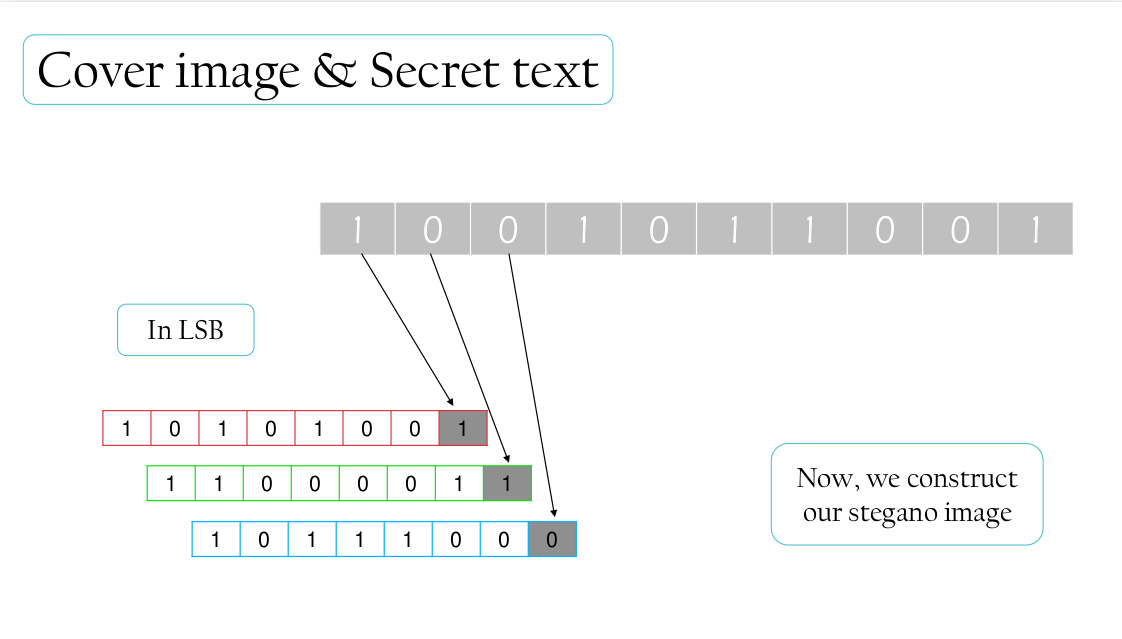 Cover image & Secret text
1 0 0 1 0 1 1 0 0 1
In LSB
1 0 1 0 1 0 0 1
1 1 0 0 0 0 1 1
1 0 1 1 1 0 0 0
Now, we construct
our stegano image